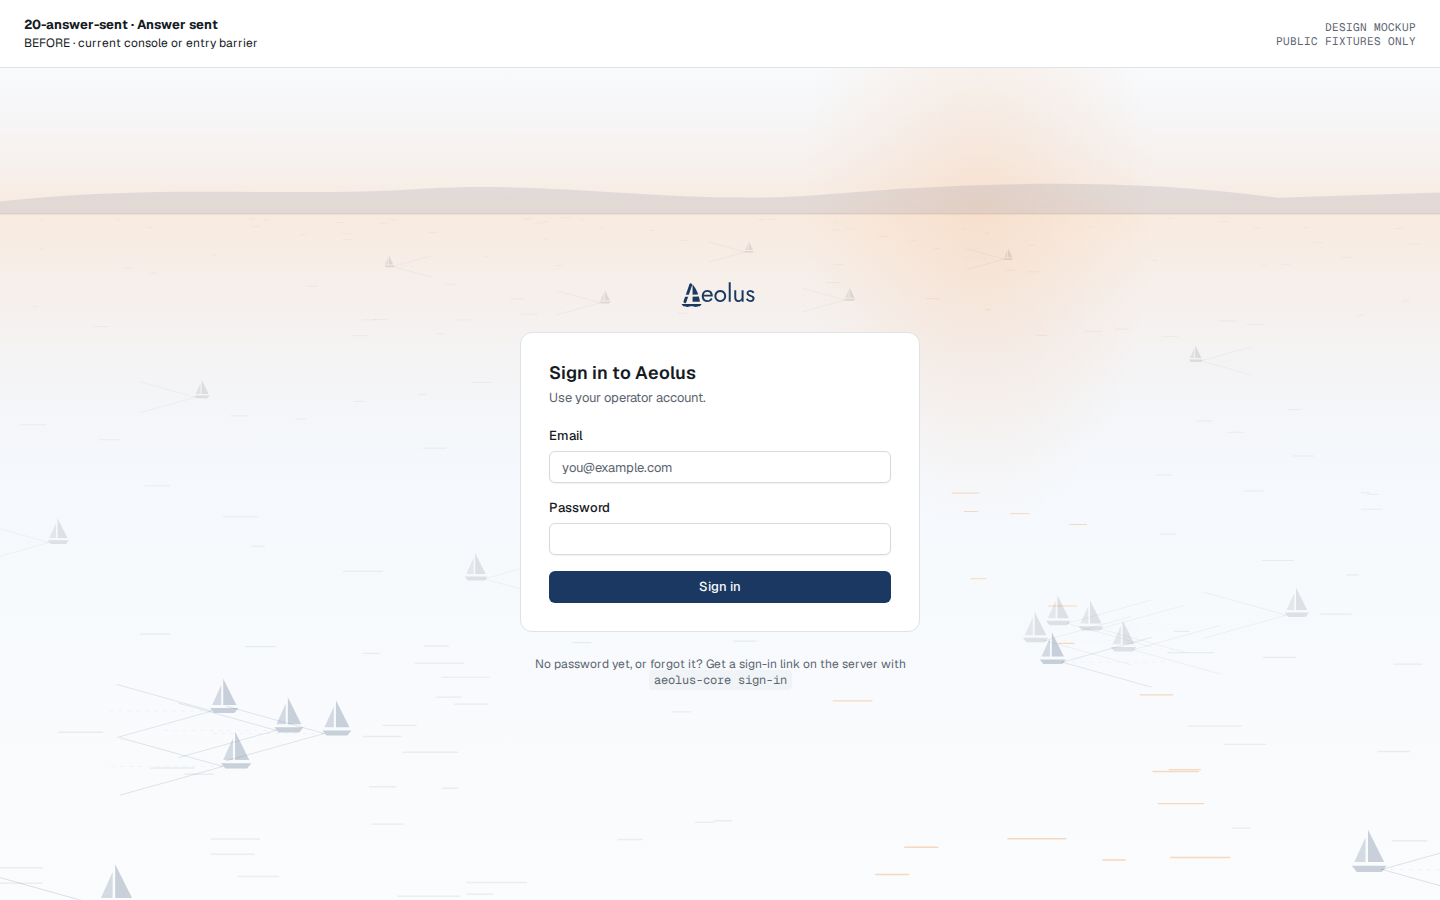 20-answer-sent · Answer sent
BEFORE · current console or entry barrier
DESIGN MOCKUP
PUBLIC FIXTURES ONLY
Aeolus
Sign in to Aeolus
Use your operator account.
Email
you@example.com
Password
Sign in
No password yet, or forgot it? Get a sign-in link on the server with
aeolus-core sign-in